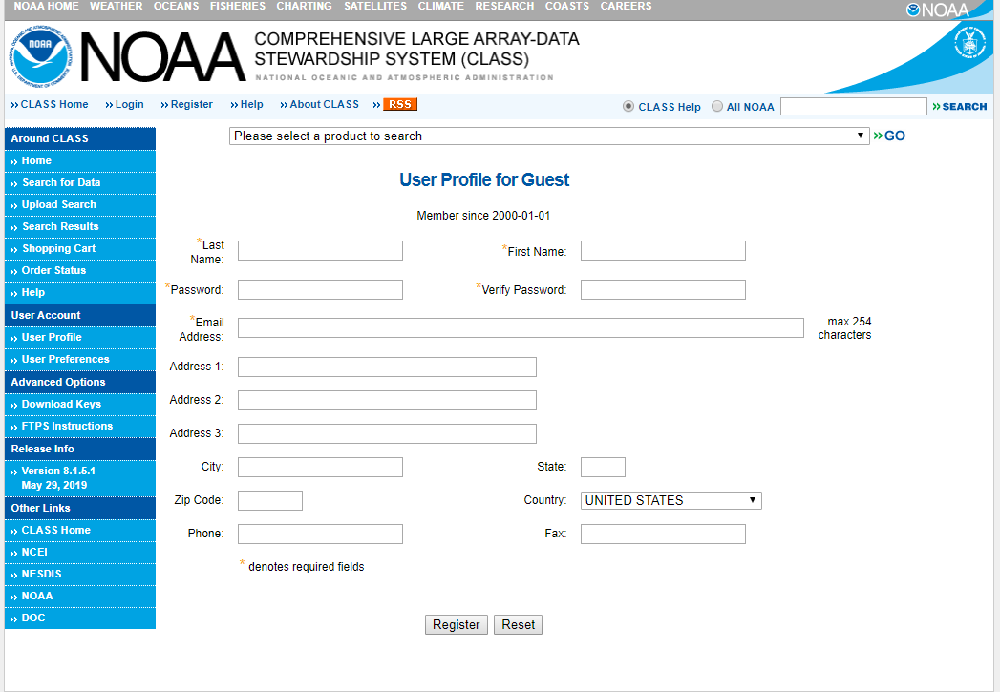 NOAA HOME WEATHER OCEANS FISHERIES CHARTING SATELLITES CLIMATE RESEARCH COASTS CAREERS
NOAA
NOAA
NOAA
COMPREHENSIVE LARGE ARRAY-DATA
STEWARDSHIP SYSTEM (CLASS)
NATIONAL OCEANIC AND ATMOSPHERIC ADMINISTRATION
»CLASS Home »Login »Register »Help »About CLASS » RSS
CLASS Help All NOAA »SEARCH
Please select a product to search »GO
Around CLASS
» Home
» Search for Data
» Upload Search
» Search Results
» Shopping Cart
» Order Status
» Help
User Account
» User Profile
» User Preferences
Advanced Options
» Download Keys
» FTPS Instructions
Release Info
» Version 8.1.5.1
May 29, 2019
Other Links
» CLASS Home
» NCEI
» NESDIS
» NOAA
» DOC
User Profile for Guest
Member since 2000-01-01
*Last
Name:
*First Name:
*Password: *Verify Password:
*Email
Address:
max 254
characters
Address 1:
Address 2:
Address 3:
City: State:
Zip Code: Country: UNITED STATES
Phone: Fax:
* denotes required fields
Register Reset